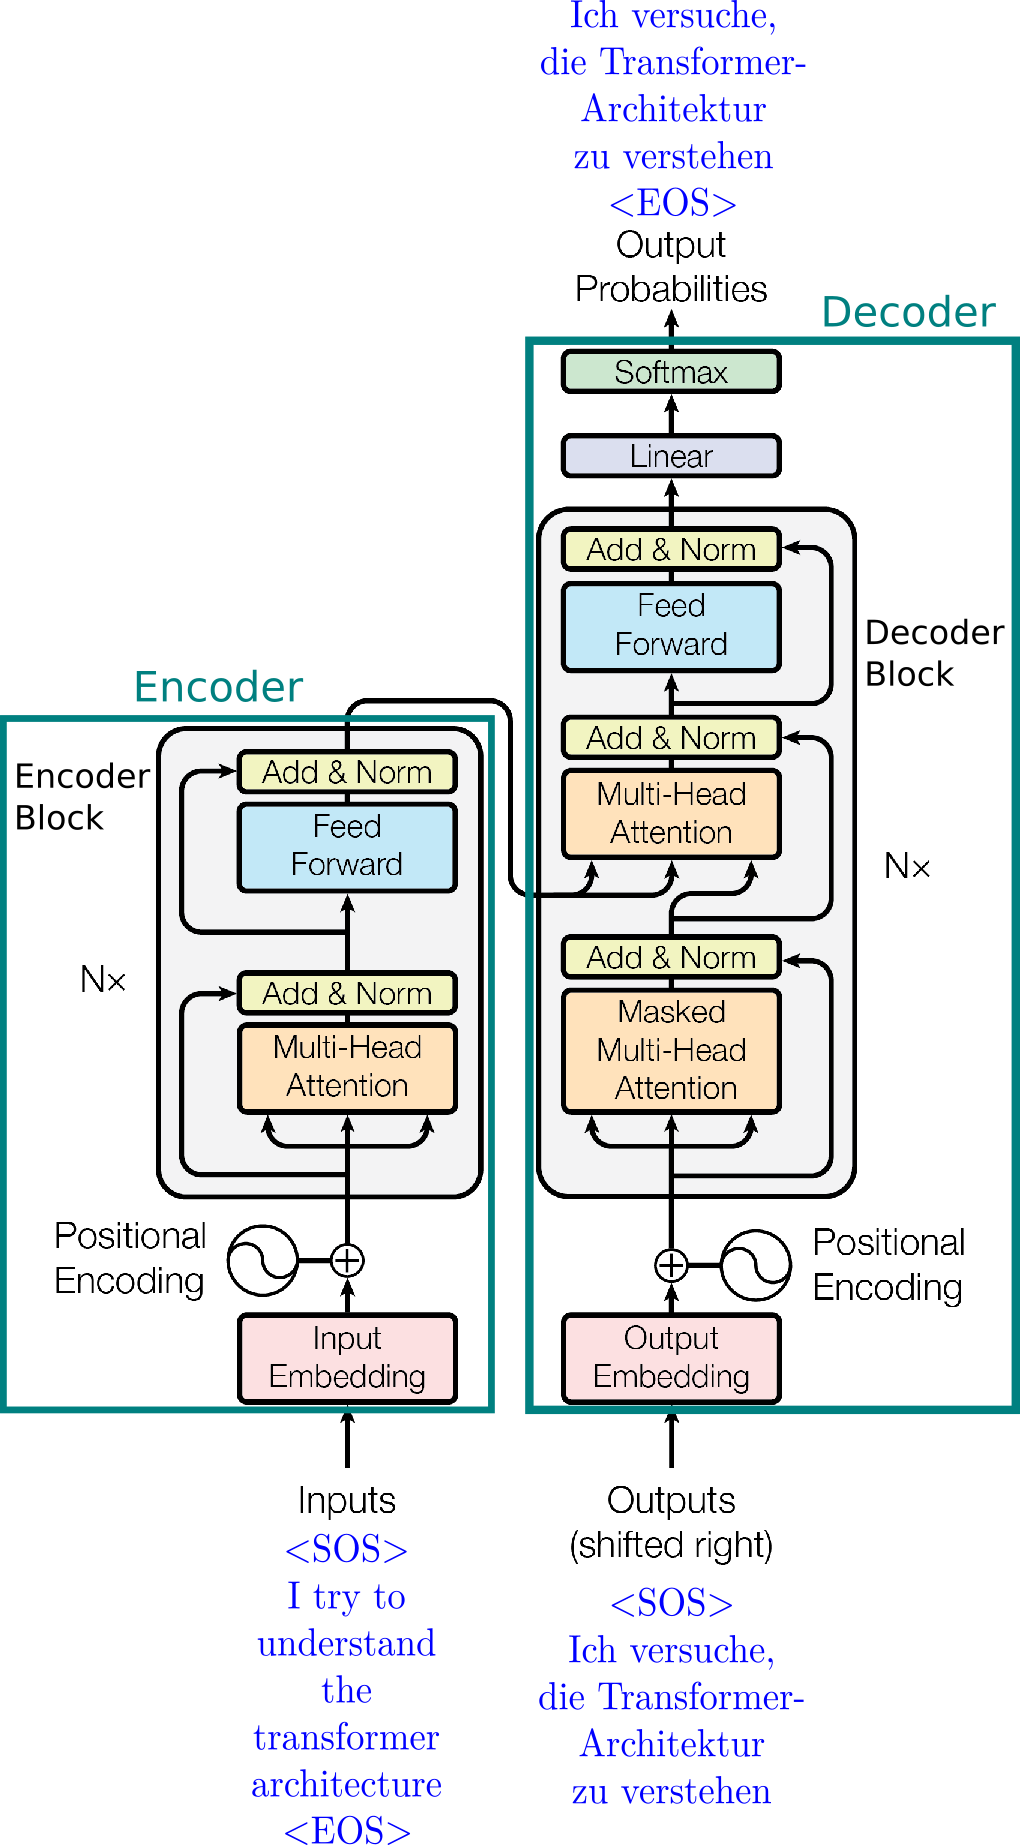 Ich versuche,
die Transformer-
Architektur
zu verstehen
<EOS>
Output
Probabilities
Decoder
Softmax
Linear
Add & Norm
Feed
Forward
Decoder
Block
Add & Norm
Multi-Head
Attention
N×
Add & Norm
Masked
Multi-Head
Attention
Positional
Encoding
Output
Embedding
Outputs
(shifted right)
<SOS>
Ich versuche,
die Transformer-
Architektur
zu verstehen
Encoder
Encoder
Block
Add & Norm
Feed
Forward
N×
Add & Norm
Multi-Head
Attention
Positional
Encoding
Input
Embedding
Inputs
<SOS>
I try to
understand
the
transformer
architecture
<EOS>